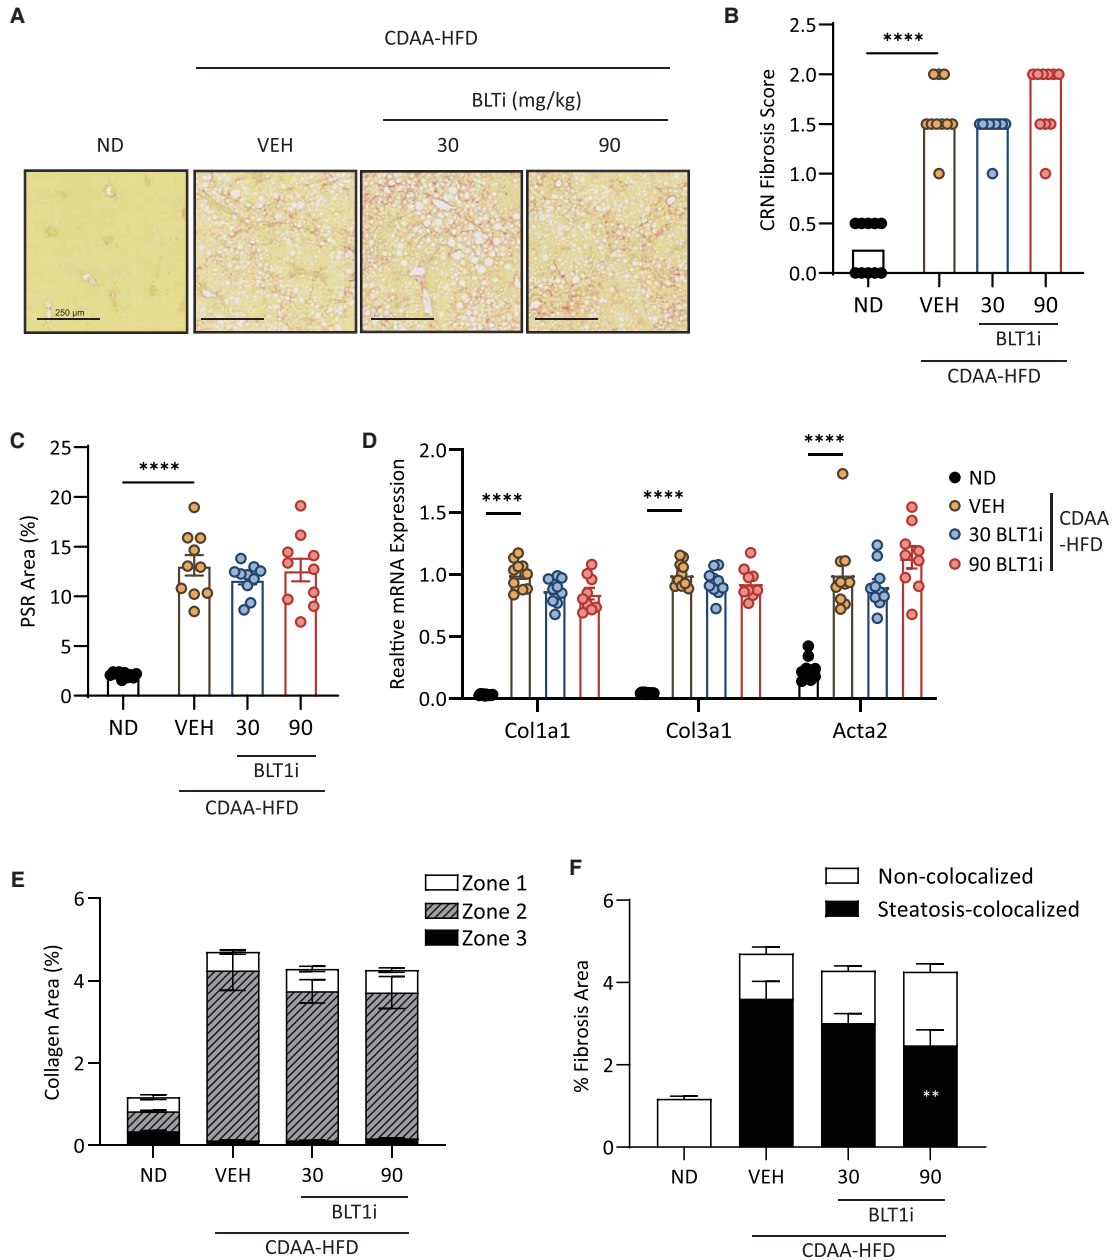 A
CDAA-HFD
BLTi (mg/kg)
ND VEH 30 90
250 µm
B
****
CRN Fibrosis Score
2.5
2.0
1.5
1.0
0.5
0.0
ND VEH 30 90
BLT1i
CDAA-HFD
C
****
PSR Area (%)
25
20
15
10
5
0
ND VEH 30 90
BLT1i
CDAA-HFD
D
**** **** ****
Realtive mRNA Expression
2.0
1.5
1.0
0.5
0.0
Col1a1 Col3a1 Acta2
ND
VEH
30 BLT1i
90 BLT1i
CDAA
-HFD
E
Zone 1
Zone 2
Zone 3
Collagen Area (%)
6
4
2
0
ND VEH 30 90
BLT1i
CDAA-HFD
F
Non-colocalized
Steatosis-colocalized
% Fibrosis Area
6
4
2
0
**
ND VEH 30 90
BLT1i
CDAA-HFD